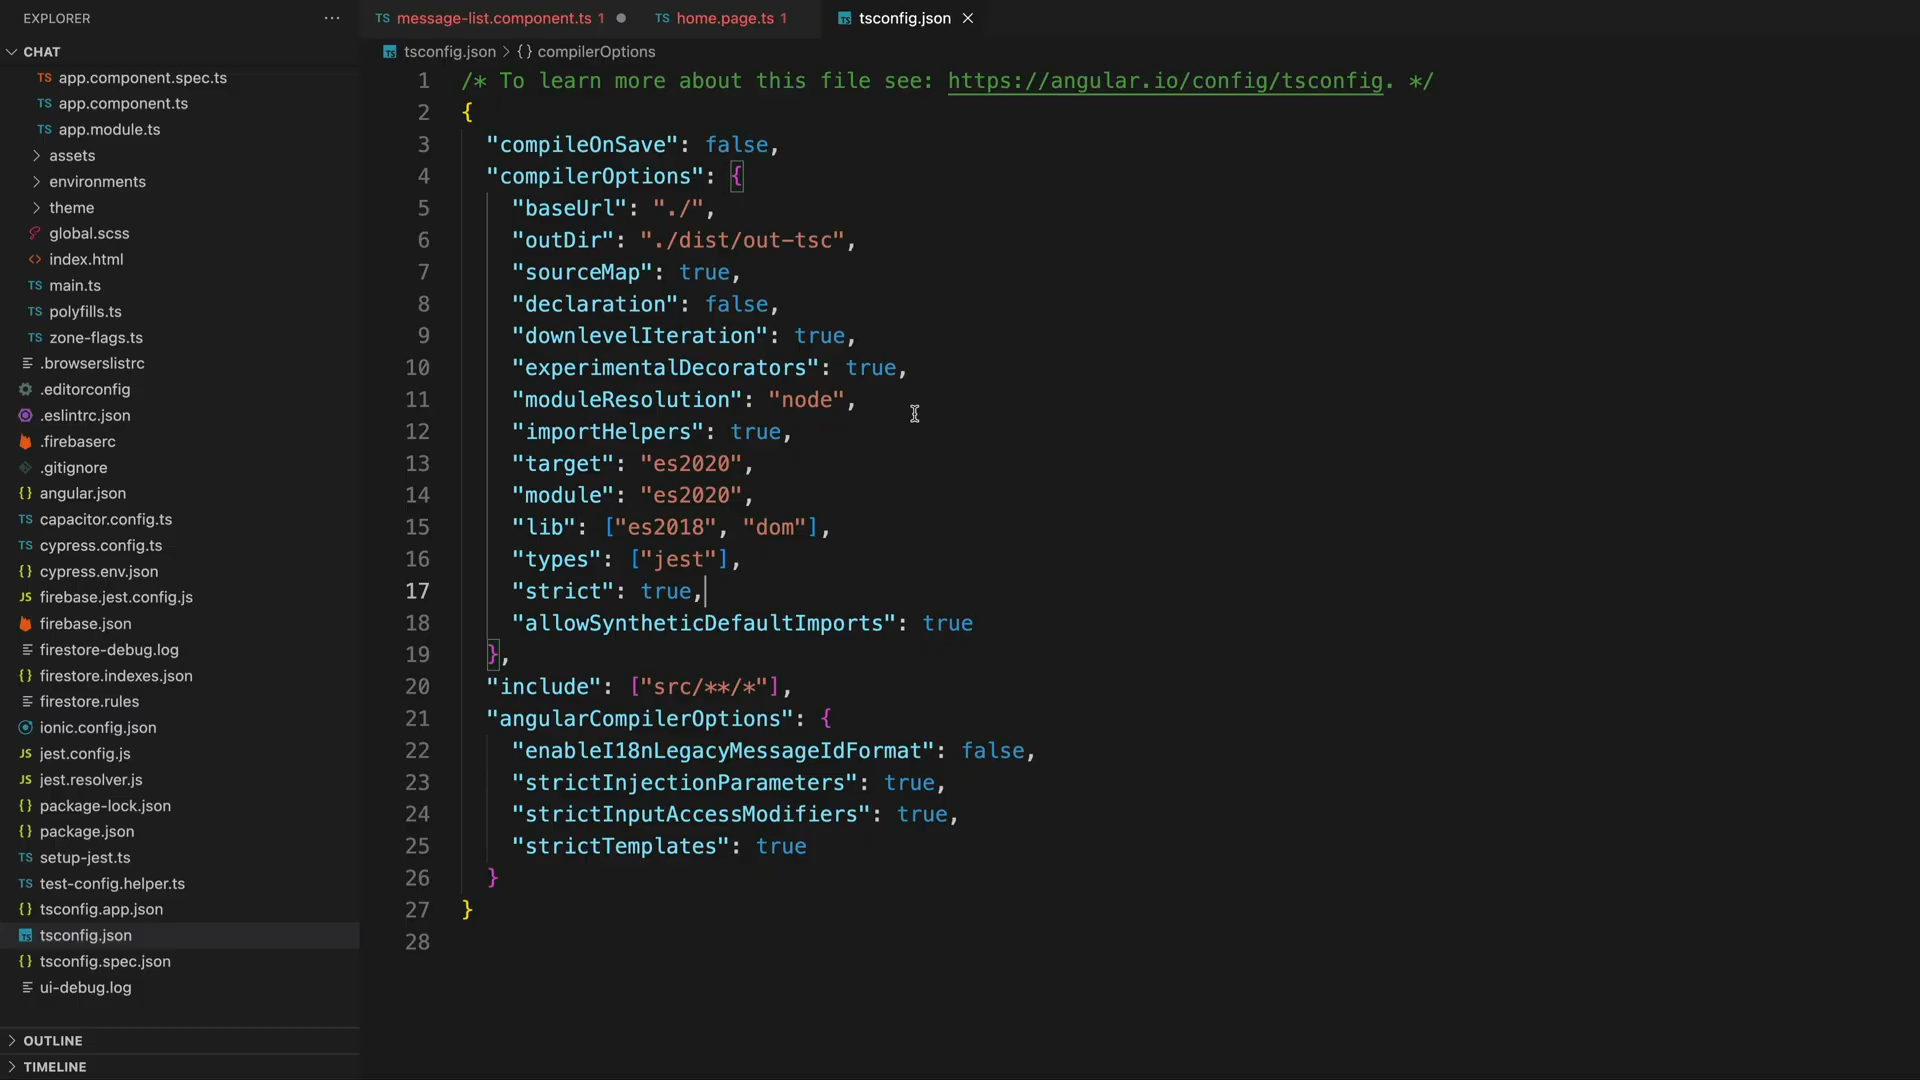 EXPLORER ...
CHAT
TS app.component.spec.ts
TS app.component.ts
TS app.module.ts
assets
environments
theme
global.scss
<> index.html
TS main.ts
TS polyfills.ts
TS zone-flags.ts
.browserslistrc
.editorconfig
.eslintrc.json
.firebaserc
.gitignore
{} angular.json
TS capacitor.config.ts
TS cypress.config.ts
{} cypress.env.json
JS firebase.jest.config.js
firebase.json
firestore-debug.log
{} firestore.indexes.json
firestore.rules
ionic.config.json
JS jest.config.js
JS jest.resolver.js
{} package-lock.json
{} package.json
TS setup-jest.ts
TS test-config.helper.ts
{} tsconfig.app.json
TS tsconfig.json
{} tsconfig.spec.json
ui-debug.log
OUTLINE
TIMELINE
TS message-list.component.ts 1 TS home.page.ts 1 TS tsconfig.json
TS tsconfig.json > {} compilerOptions
1 /* To learn more about this file see: https://angular.io/config/tsconfig. */
2 {
3 "compileOnSave": false,
4 "compilerOptions": {
5 "baseUrl": "./",
6 "outDir": "./dist/out-tsc",
7 "sourceMap": true,
8 "declaration": false,
9 "downlevelIteration": true,
10 "experimentalDecorators": true,
11 "moduleResolution": "node",
12 "importHelpers": true,
13 "target": "es2020",
14 "module": "es2020",
15 "lib": ["es2018", "dom"],
16 "types": ["jest"],
17 "strict": true,
18 "allowSyntheticDefaultImports": true
19 },
20 "include": ["src/**/*"],
21 "angularCompilerOptions": {
22 "enableI18nLegacyMessageIdFormat": false,
23 "strictInjectionParameters": true,
24 "strictInputAccessModifiers": true,
25 "strictTemplates": true
26 }
27 }
28